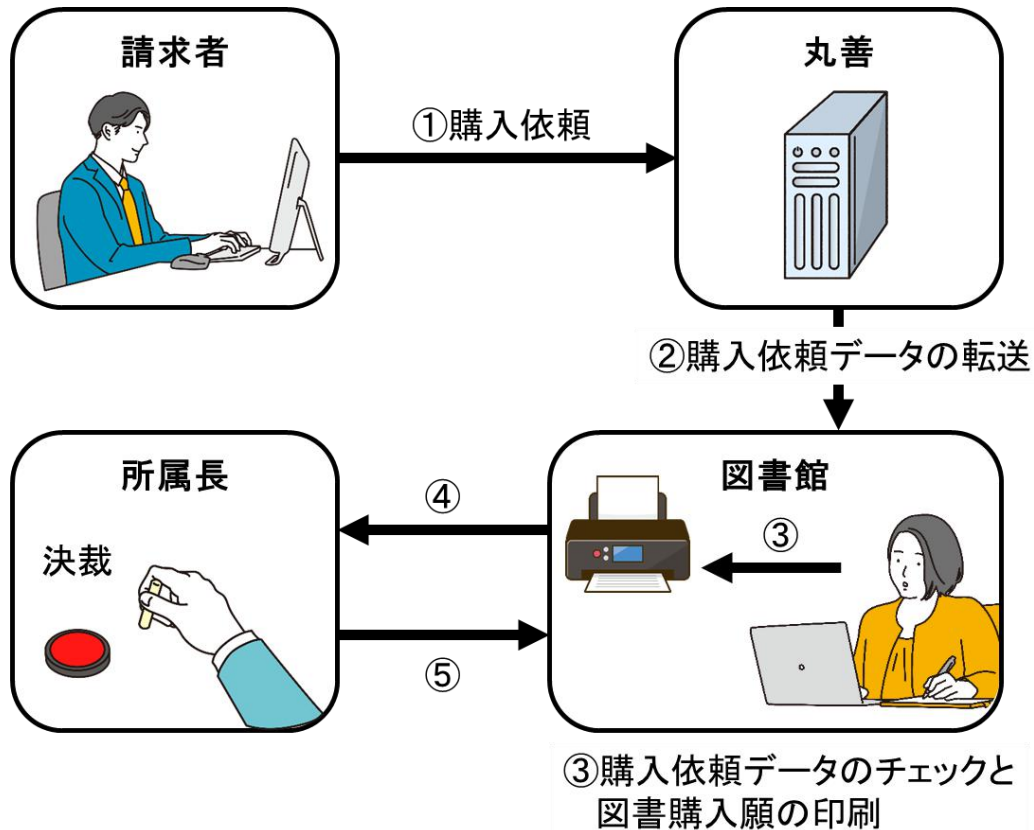 請求者
①購入依頼
丸善
②購入依頼データの転送
所属長
決裁
④
⑤
図書館
③
③購入依頼データのチェックと
図書購入願の印刷